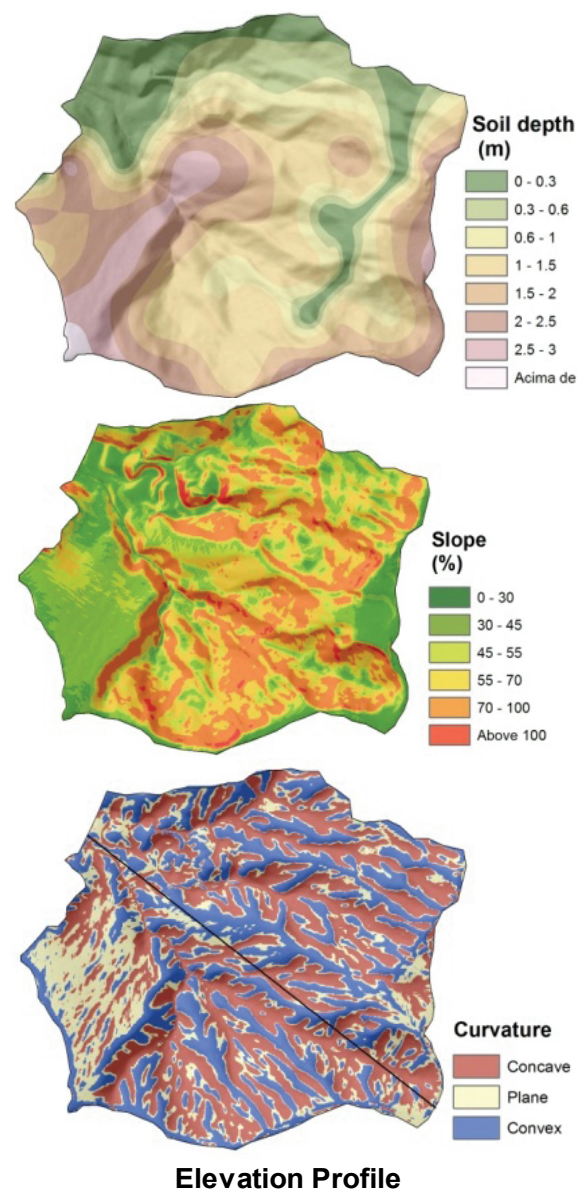 Soil depth
(m)
0 - 0.3
0.3 - 0.6
0.6 - 1
1 - 1.5
1.5 - 2
2 - 2.5
2.5 - 3
Acima de
Slope
(%)
0 - 30
30 - 45
45 - 55
55 - 70
70 - 100
Above 100
Curvature
Concave
Plane
Convex
Elevation Profile